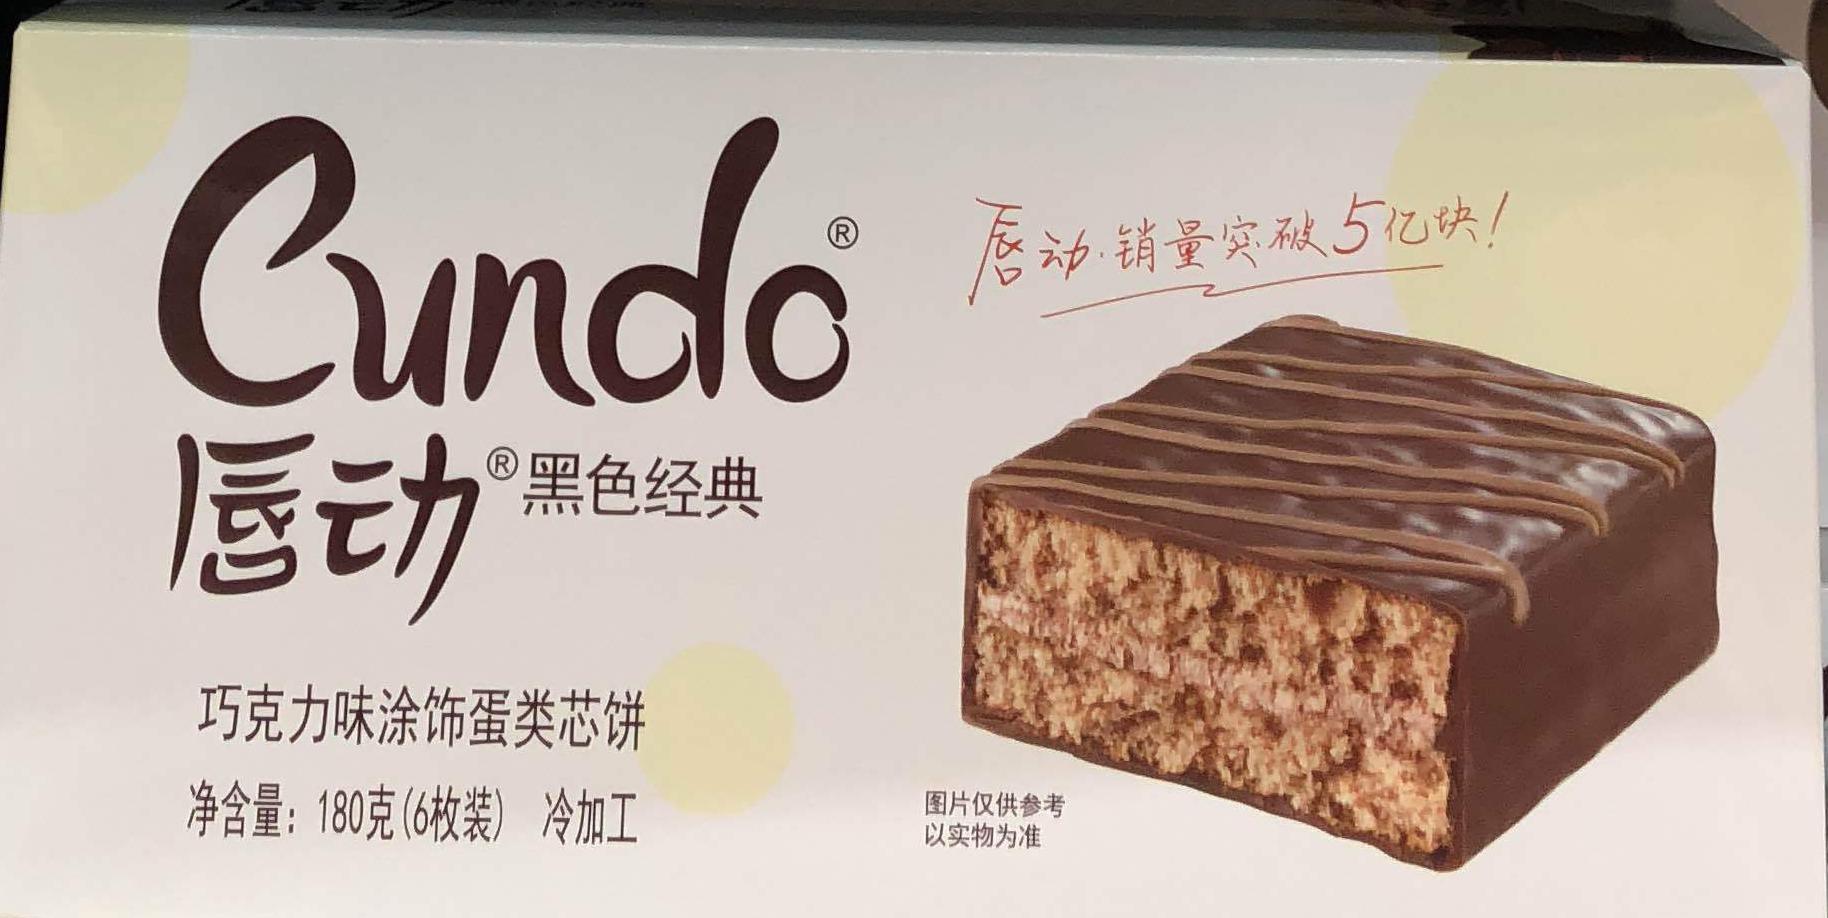 Cundo®
唇动®黑色经典
唇动·销量突破5亿块！
巧克力味涂饰蛋类芯饼
净含量：180克(6枚装) 冷加工
图片仅供参考
以实物为准